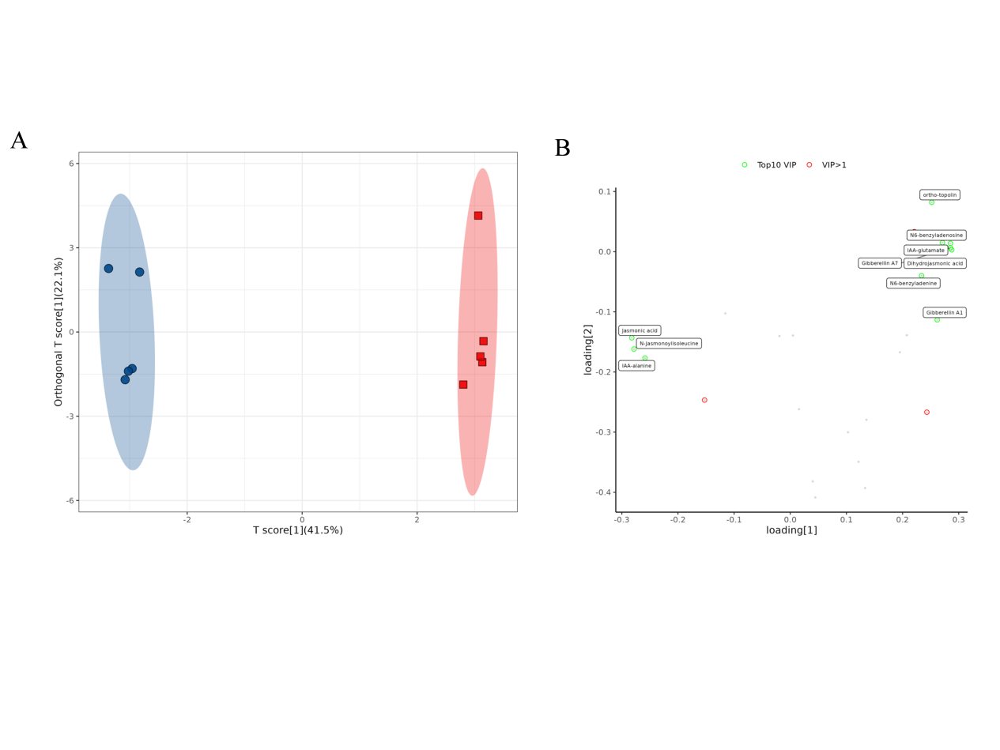 A
6
3
0
-3
-6
Orthogonal T score[1](22.1%)
-2
0
2
T score[1](41.5%)
B
Top10 VIP
VIP>1
0.1
0.0
-0.1
-0.2
-0.3
-0.4
loading[2]
ortho-topolin
N6-benzyladenosine
IAA-glutamate
Gibberellin A7
Dihydrojasmonic acid
N6-benzyladenine
Gibberellin A1
Jasmonic acid
N-jasmonoylisoleucine
IAA-alanine
-0.3
-0.2
-0.1
0.0
0.1
0.2
0.3
loading[1]